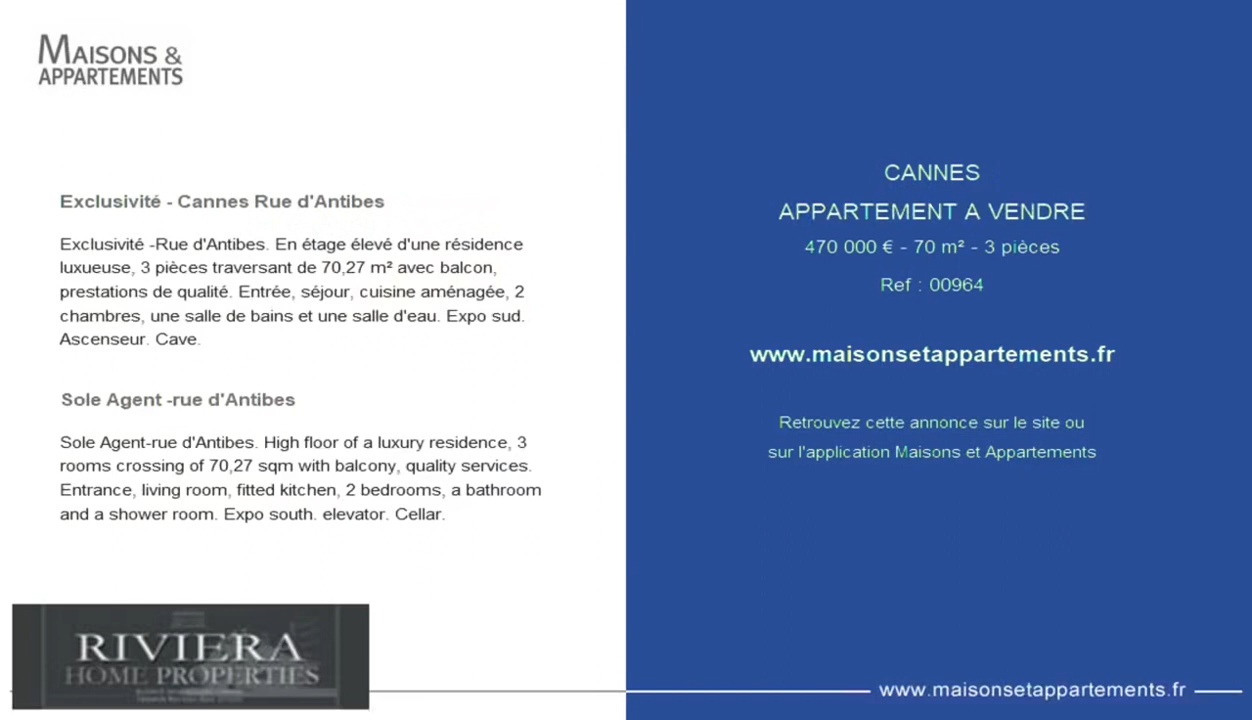 MAISONS &
APPARTEMENTS
Exclusivité - Cannes Rue d'Antibes
Exclusivité -Rue d'Antibes. En étage élevé d'une résidence
luxueuse, 3 pièces traversant de 70,27 m² avec balcon,
prestations de qualité. Entrée, séjour, cuisine aménagée, 2
chambres, une salle de bains et une salle d'eau. Expo sud.
Ascenseur. Cave.
Sole Agent -rue d'Antibes
Sole Agent-rue d'Antibes. High floor of a luxury residence, 3
rooms crossing of 70,27 sqm with balcony, quality services.
Entrance, living room, fitted kitchen, 2 bedrooms, a bathroom
and a shower room. Expo south. elevator. Cellar.
RIVIERA
HOME PROPERTIES
CANNES
APPARTEMENT A VENDRE
470 000 € - 70 m² - 3 pièces
Ref : 00964
www.maisonsetappartements.fr
Retrouvez cette annonce sur le site ou
sur l'application Maisons et Appartements
www.maisonsetappartements.fr